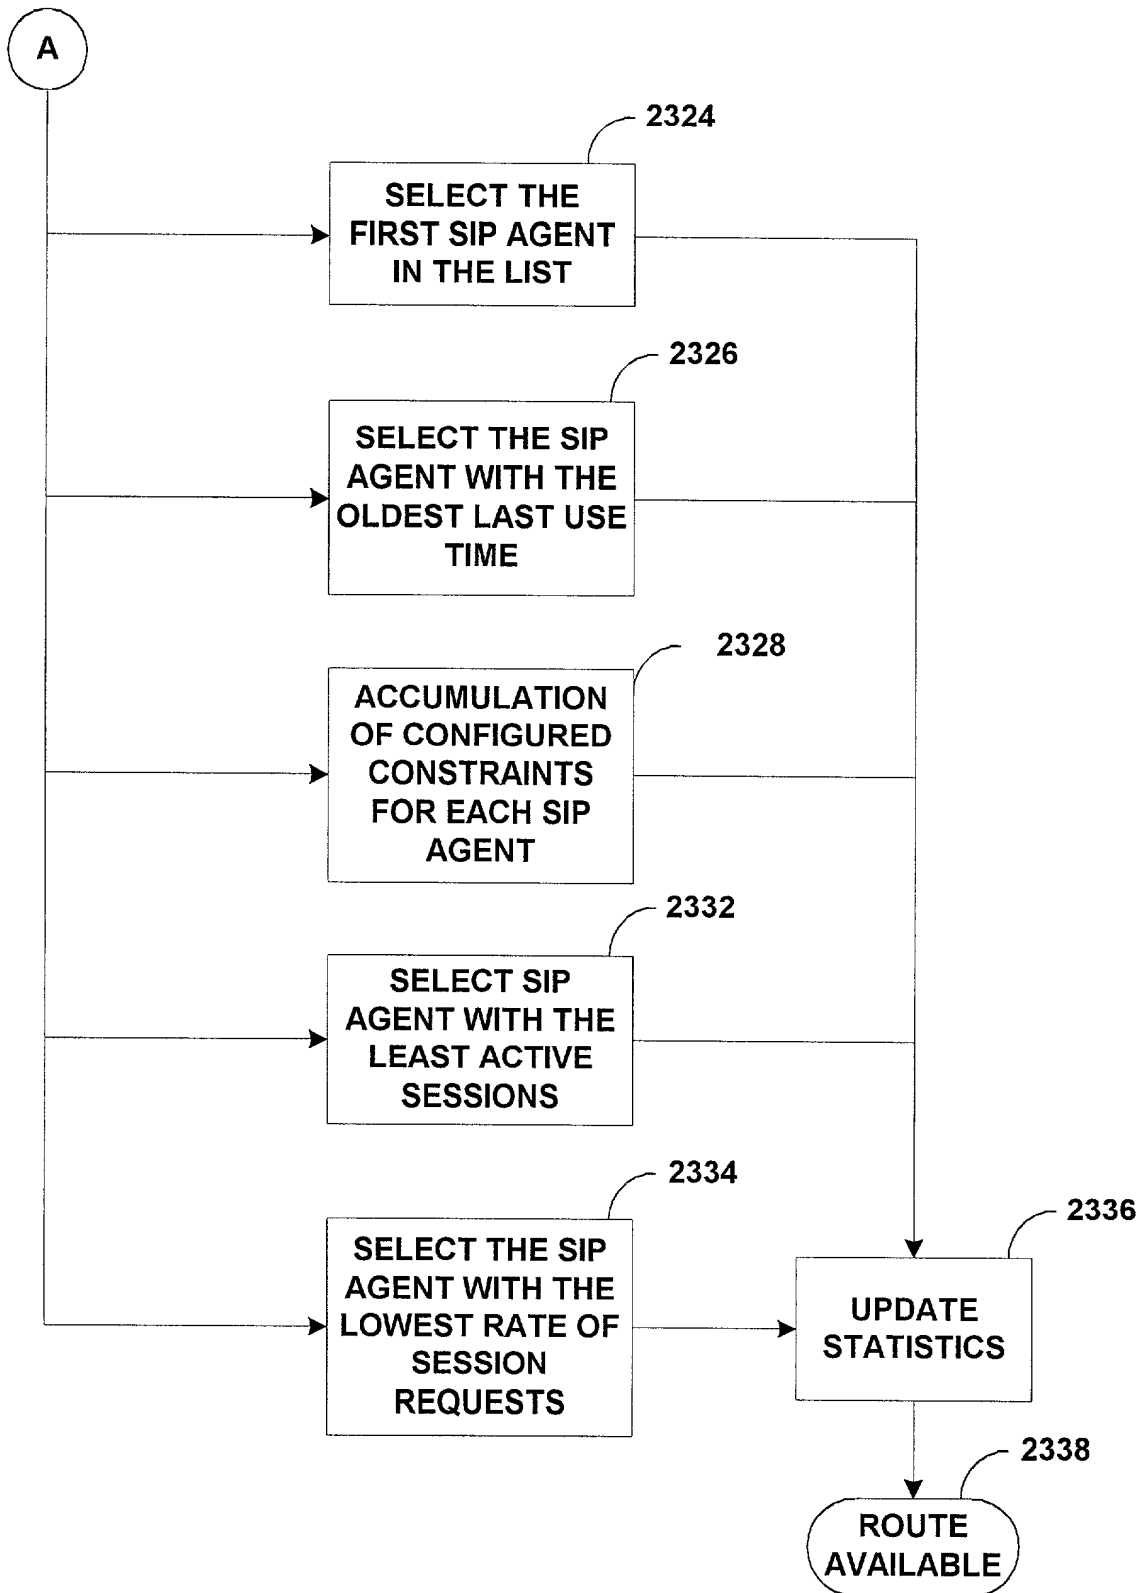 A
2324
SELECT THE
FIRST SIP AGENT
IN THE LIST
2326
SELECT THE SIP
AGENT WITH THE
OLDEST LAST USE
TIME
2328
ACCUMULATION
OF CONFIGURED
CONSTRAINTS
FOR EACH SIP
AGENT
2332
SELECT SIP
AGENT WITH THE
LEAST ACTIVE
SESSIONS
2334
SELECT THE SIP
AGENT WITH THE
LOWEST RATE OF
SESSION
REQUESTS
2336
UPDATE
STATISTICS
2338
ROUTE
AVAILABLE